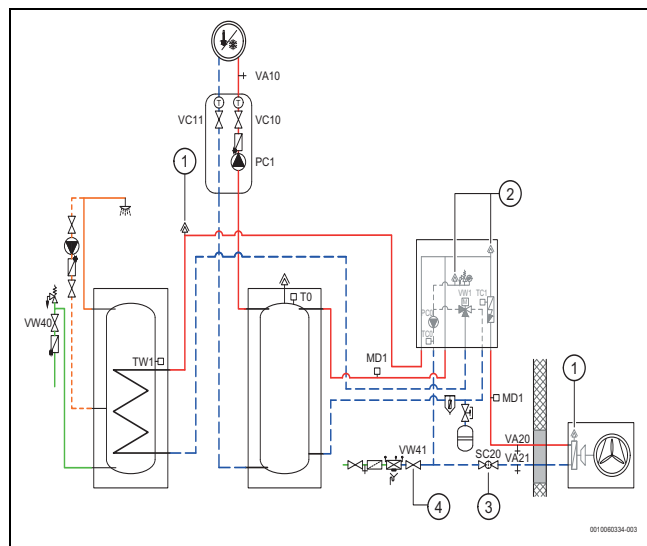 VA10
VC11
VC10
PC1
1
2
VW1
TC1
PC0
TC0
T0
VW40
TW1
MD1
MD1
1
VA20
VA21
SC20
VW41
4
3
T
T
M
0010060334-003